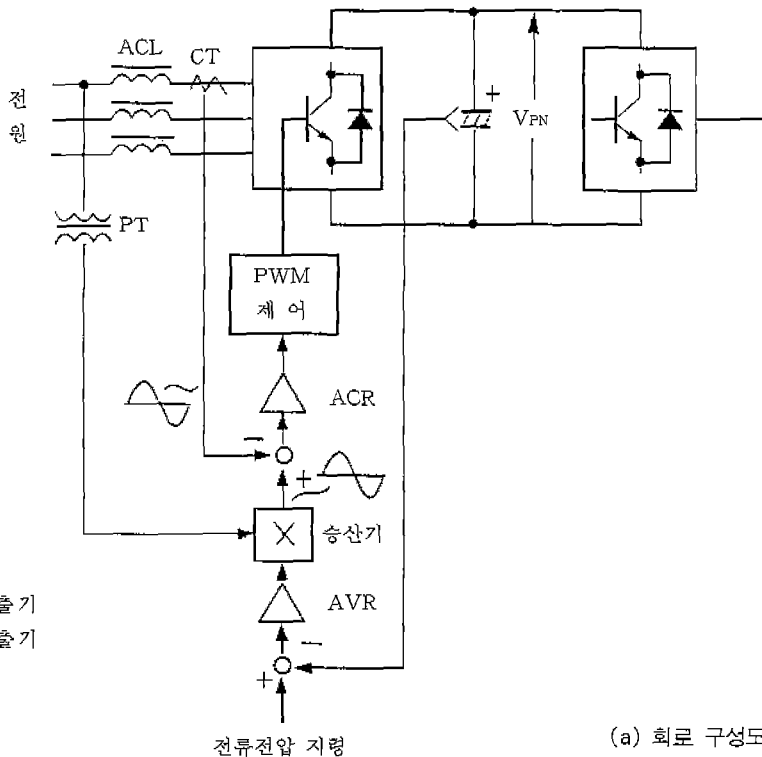 ACL
CT
전
원
PT
+
VPN
PWM
제 어
ACR
−
+
X
승산기
AVR
출기
출기
−
+
전류전압 지령
(a) 회로 구성도